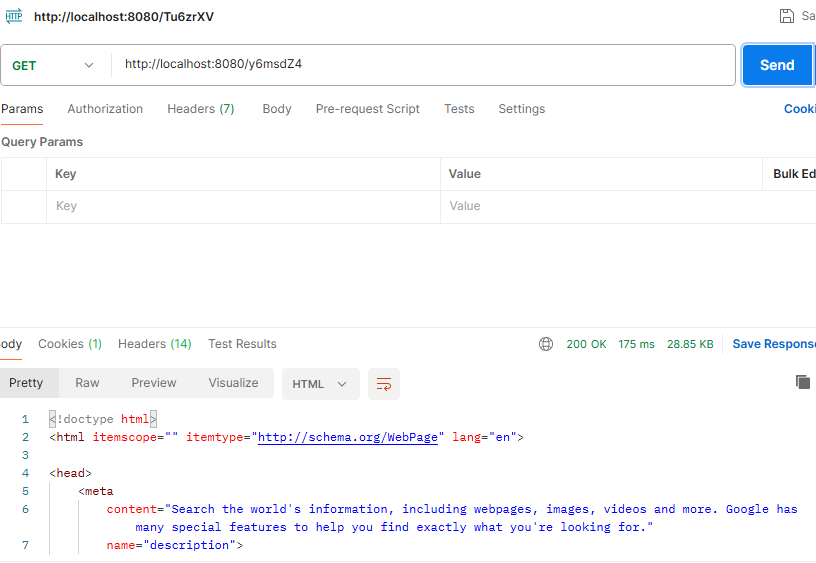 HTTP http://localhost:8080/Tu6zrXV Sa
GET http://localhost:8080/y6msdZ4 Send
Params Authorization Headers (7) Body Pre-request Script Tests Settings Cooki
Query Params
Key Value Bulk Ed
Key Value
ody Cookies (1) Headers (14) Test Results 200 OK 175 ms 28.85 KB Save Response
Pretty Raw Preview Visualize HTML
1 <!doctype html>
2 <html itemscope="" itemtype="http://schema.org/WebPage" lang="en">
3
4 <head>
5 <meta
6 content="Search the world's information, including webpages, images, videos and more. Google has
many special features to help you find exactly what you're looking for."
7 name="description">